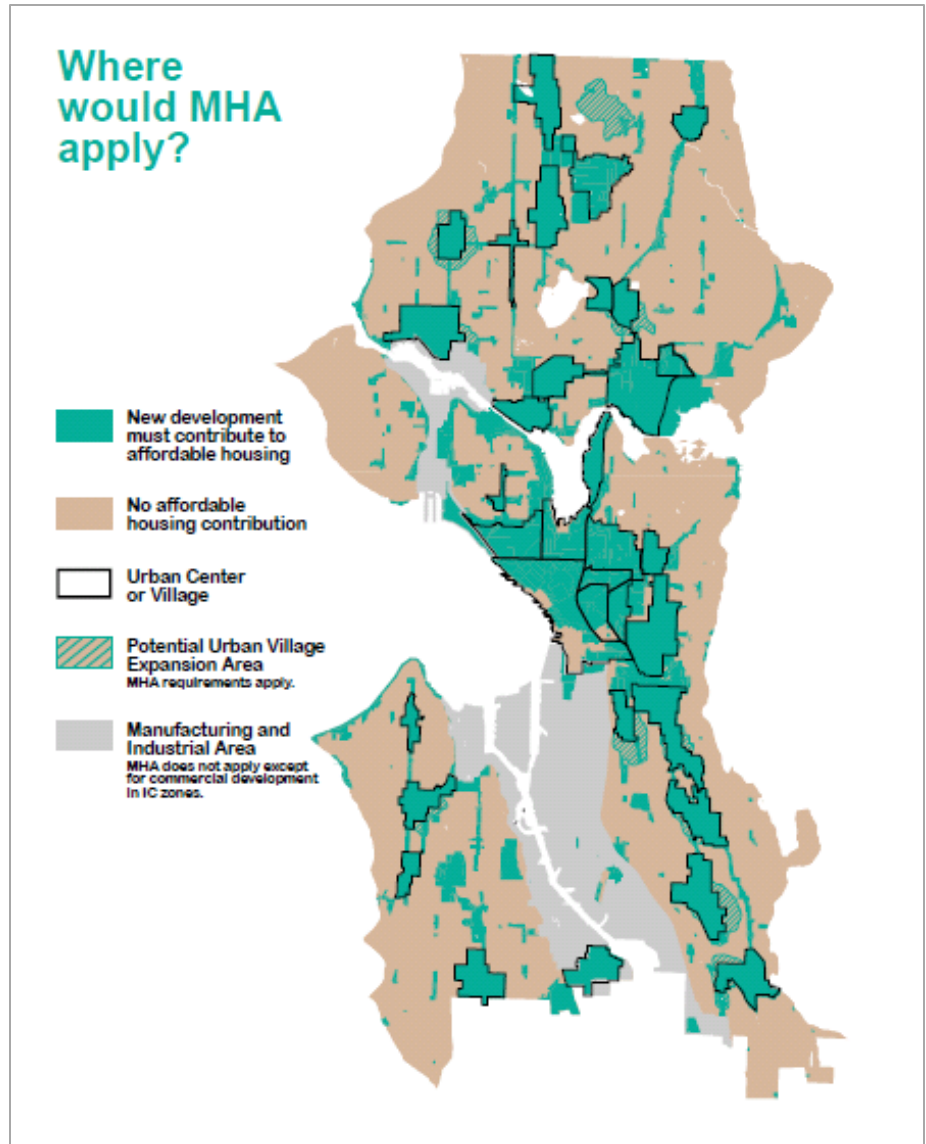 Where
would MHA
apply?
New development
must contribute to
affordable housing
No affordable
housing contribution
Urban Center
or Village
Potential Urban Village
Expansion Area
MHA requirements apply.
Manufacturing and
Industrial Area
MHA does not apply except
for commercial development
in IC zones.